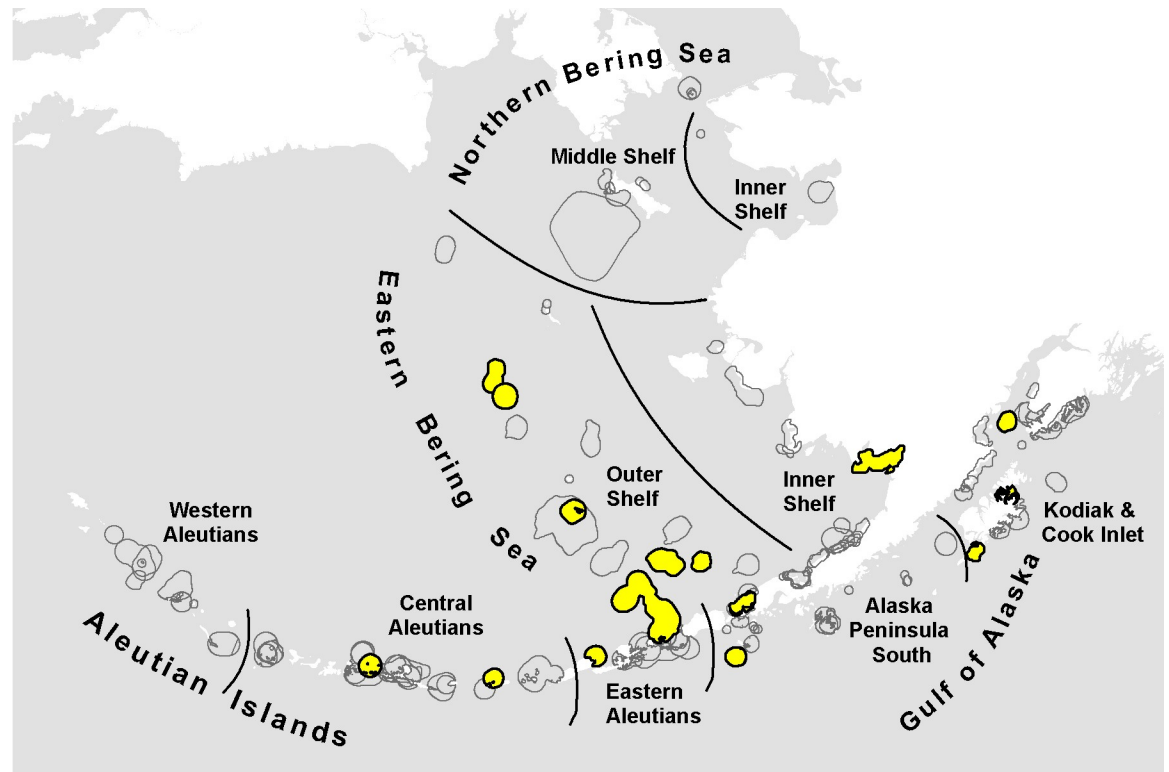 Northern Bering Sea
Middle Shelf
Inner
Shelf
Eastern Bering Sea
Outer
Shelf
Inner
Shelf
Western
Aleutians
Central
Aleutians
Eastern
Aleutians
Aleutian Islands
Alaska
Peninsula
South
Kodiak &
Cook Inlet
Gulf of Alaska